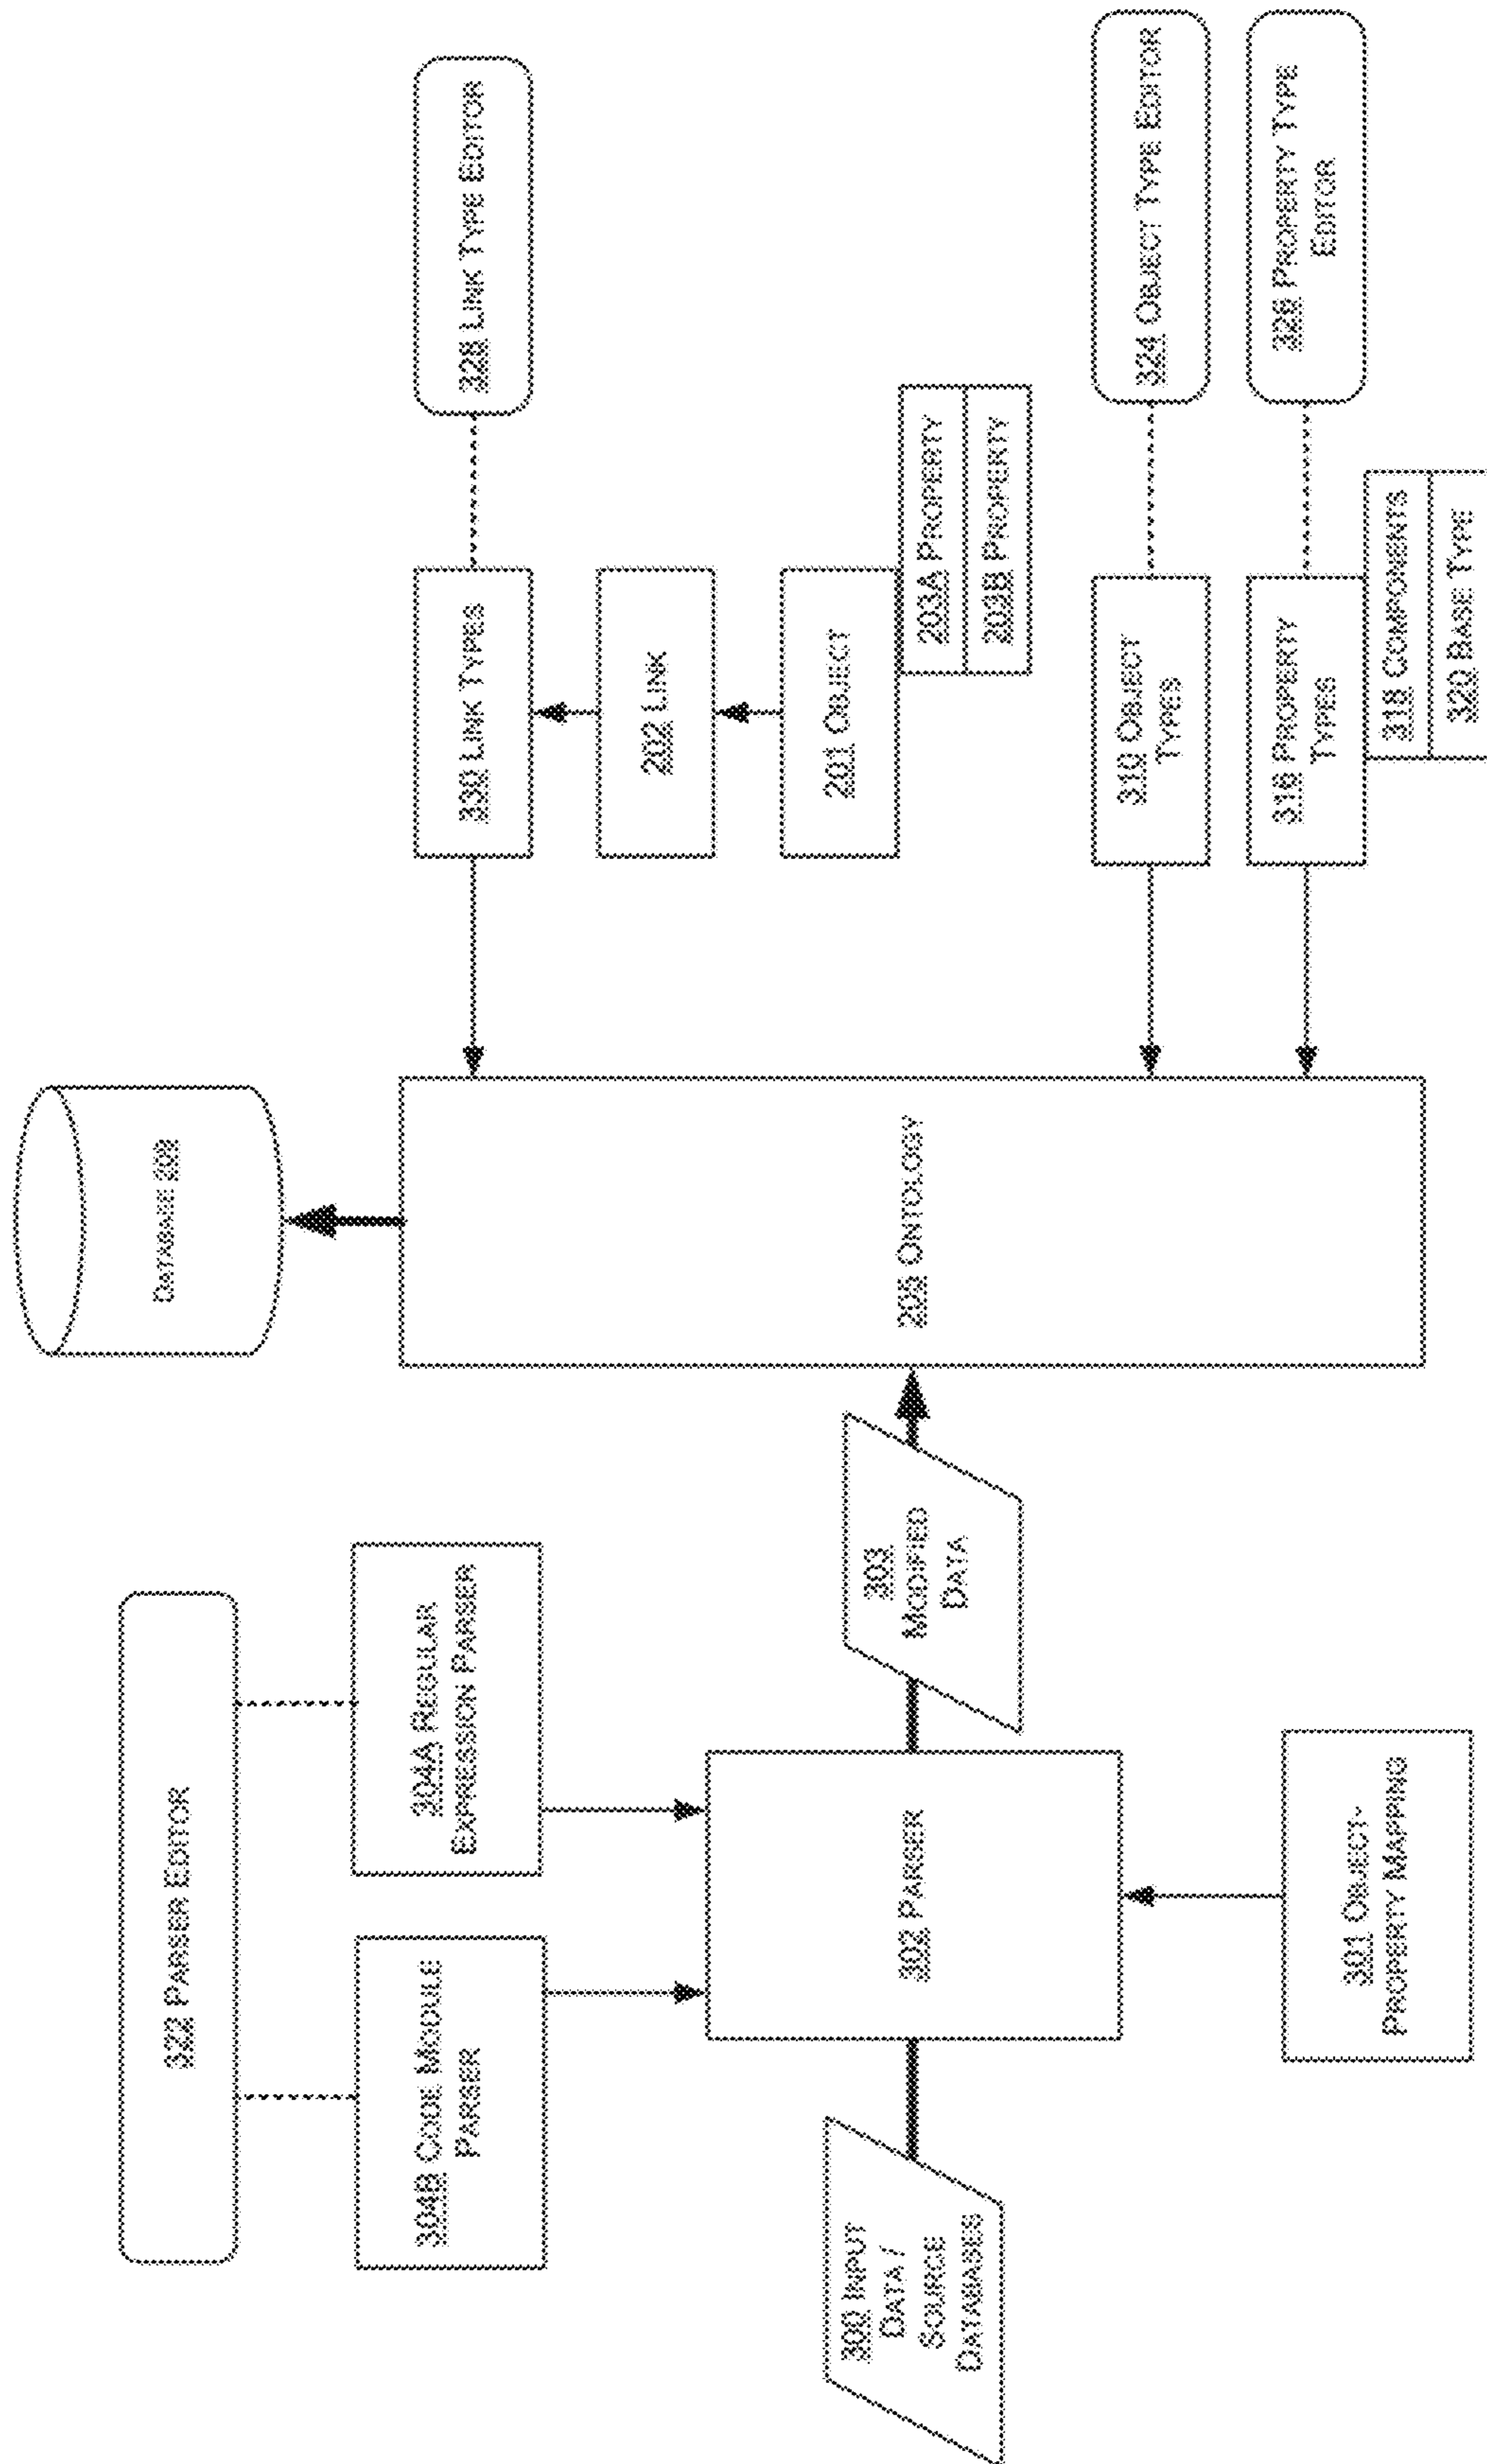 322 PARSER EDITOR
304B CODE MODULE
PARSER
304A REGULAR
EXPRESSION PARSER
300 INPUT
DATA /
SOURCE
DATABASES
302 PARSER
303
MODIFIED
DATA
301 OBJECT-
PROPERTY MAPPING
DATABASE 209
205 ONTOLOGY
330 LINK TYPES
328 LINK TYPE EDITOR
202 LINK
201 OBJECT
203A PROPERTY
203B PROPERTY
310 OBJECT
TYPES
324 OBJECT TYPE EDITOR
316 PROPERTY
TYPES
326 PROPERTY TYPE
EDITOR
318 COMPONENTS
320 BASE TYPE